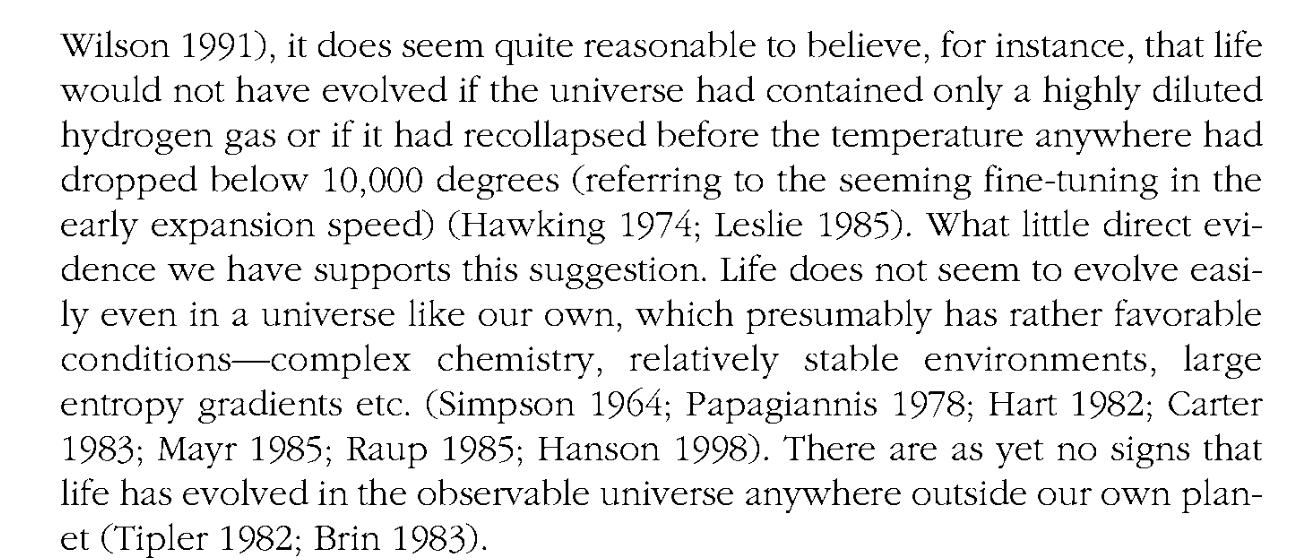 Wilson 1991), it does seem quite reasonable to believe, for instance, that life
would not have evolved if the universe had contained only a highly diluted
hydrogen gas or if it had recollapsed before the temperature anywhere had
dropped below 10,000 degrees (referring to the seeming fine-tuning in the
early expansion speed) (Hawking 1974; Leslie 1985). What little direct evi-
dence we have supports this suggestion. Life does not seem to evolve easi-
ly even in a universe like our own, which presumably has rather favorable
conditions—complex chemistry, relatively stable environments, large
entropy gradients etc. (Simpson 1964; Papagiannis 1978; Hart 1982; Carter
1983; Mayr 1985; Raup 1985; Hanson 1998). There are as yet no signs that
life has evolved in the observable universe anywhere outside our own plan-
et (Tipler 1982; Brin 1983).